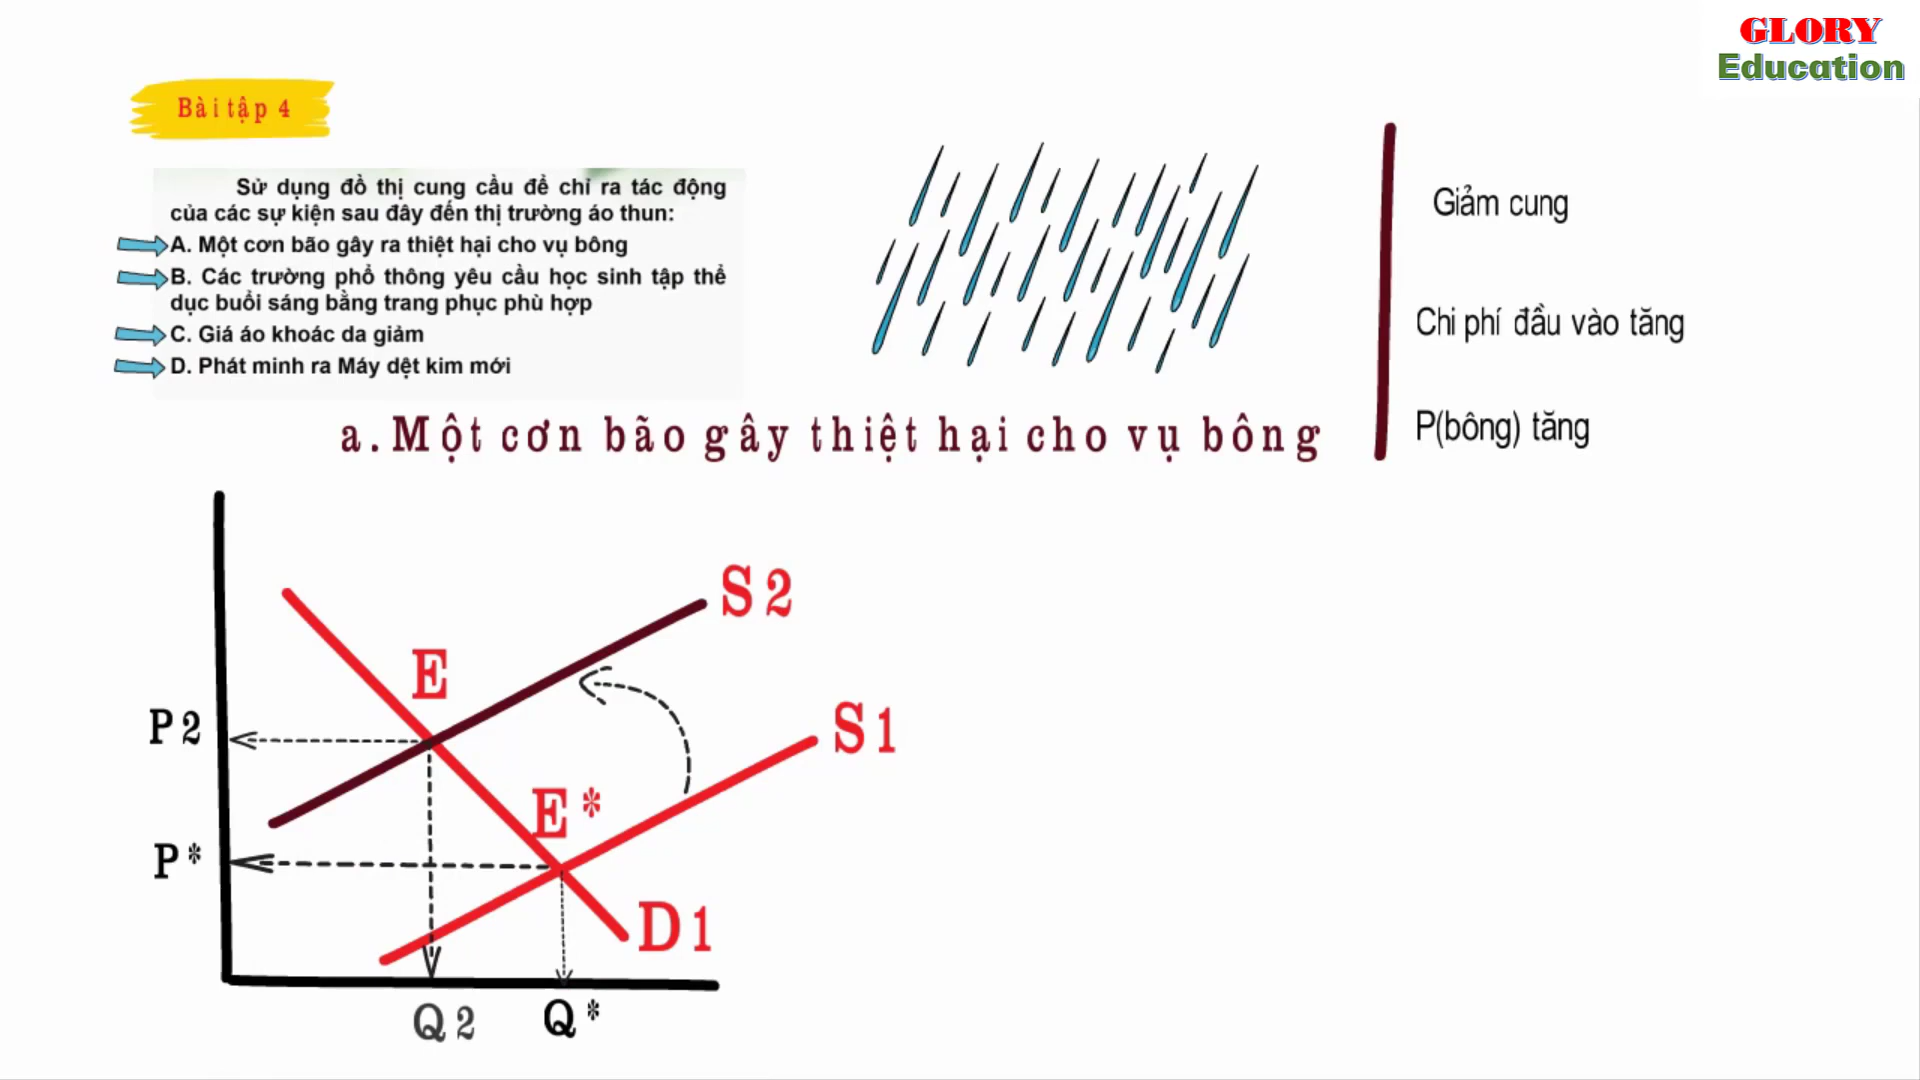 GLORY
Education
Bài tập 4
Sử dụng đồ thị cung cầu để chỉ ra tác động
của các sự kiện sau đây đến thị trường áo thun:
A. Một cơn bão gây ra thiệt hại cho vụ bông
B. Các trường phổ thông yêu cầu học sinh tập thể
dục buổi sáng bằng trang phục phù hợp
C. Giá áo khoác da giảm
D. Phát minh ra Máy dệt kim mới
Giảm cung
Chi phí đầu vào tăng
P(bông) tăng
a. Một cơn bão gây thiệt hại cho vụ bông
S2
E
S1
P2
E*
P*
D1
Q2
Q*